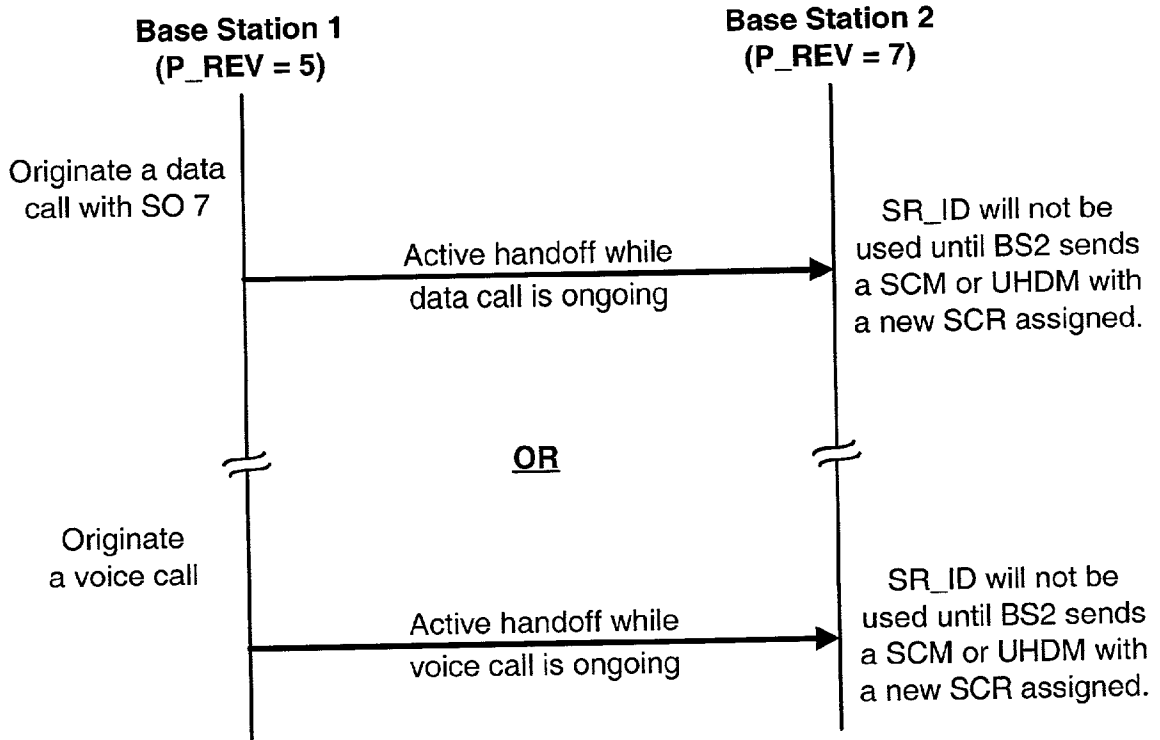 Base Station 1
(P_REV = 5)
Base Station 2
(P_REV = 7)
Originate a data
call with SO 7
Active handoff while
data call is ongoing
SR_ID will not be
used until BS2 sends
a SCM or UHDM with
a new SCR assigned.
OR
Originate
a voice call
Active handoff while
voice call is ongoing
SR_ID will not be
used until BS2 sends
a SCM or UHDM with
a new SCR assigned.